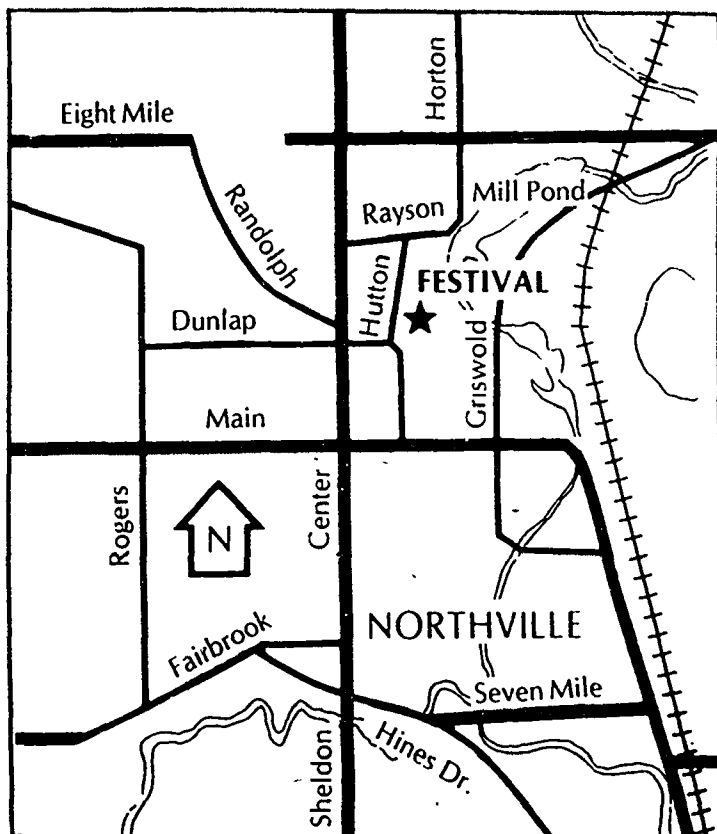 Horton
Eight Mile
Mill Pond
Randolph
Rayson
Hutton
FESTIVAL
Dunlap
Griswold
Main
Rogers
N
Center
NORTHVILLE
Fairbrook
Seven Mile
Sheldon
Hines Dr.